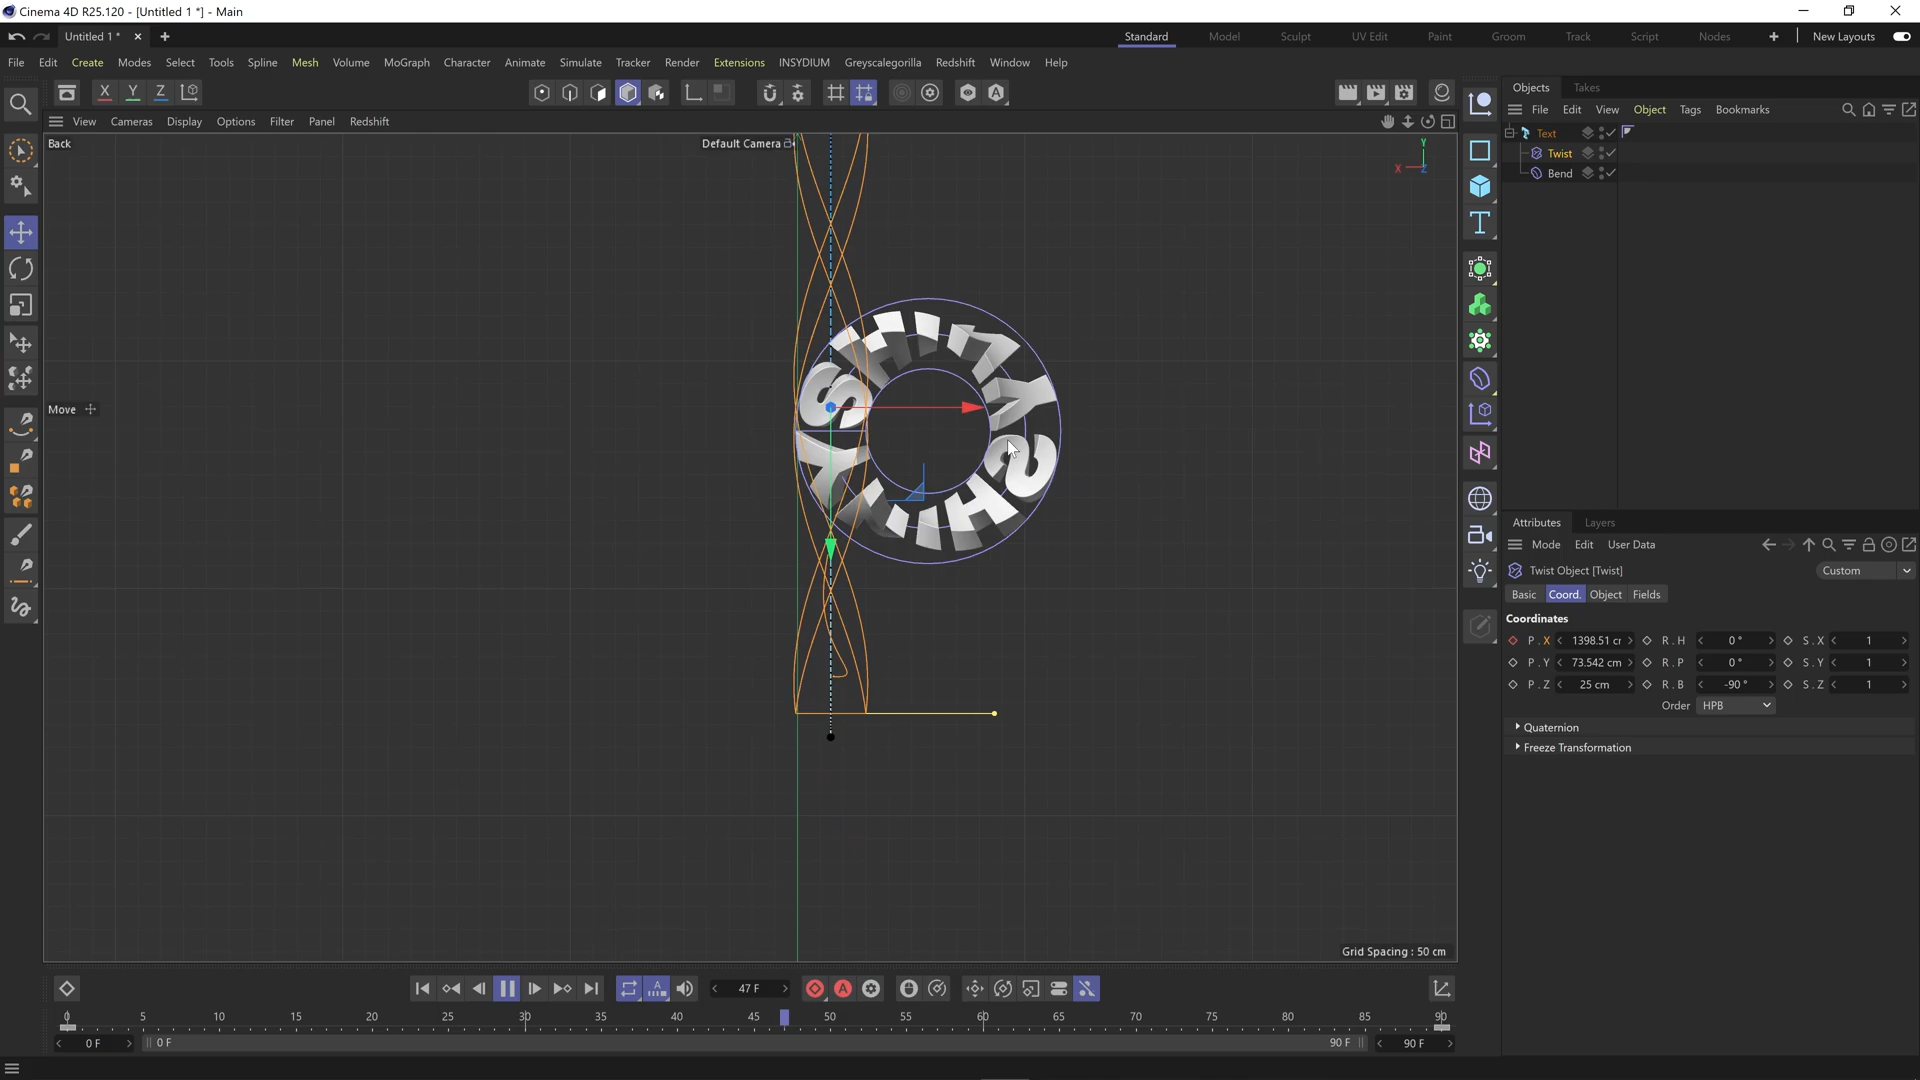 Cinema 4D R25.120 - [Untitled 1 *] - Main
Untitled 1 *
Standard Model Sculpt UV Edit Paint Groom Track Script Nodes New Layouts
File Edit Create Modes Select Tools Spline Mesh Volume MoGraph Character Animate Simulate Tracker Render Extensions INSYDIUM Greyscalegorilla Redshift Window Help
X Y Z
Objects Takes
File Edit View Object Tags Bookmarks
View Cameras Display Options Filter Panel Redshift
Back
Default Camera
Y
X Z
Text
Twist
Bend
Move
SHITTY
SHITTY
Attributes Layers
Mode Edit User Data
Twist Object [Twist]
Custom
Basic Coord. Object Fields
Coordinates
P . X 1398.51 cr R . H 0 ° S . X 1
P . Y 73.542 cm R . P 0 ° S . Y 1
P . Z 25 cm R . B -90 ° S . Z 1
Order HPB
Quaternion
Freeze Transformation
Grid Spacing : 50 cm
47 F
0 5 10 15 20 25 30 35 40 45 50 55 60 65 70 75 80 85 90
0 F 0 F 90 F 90 F